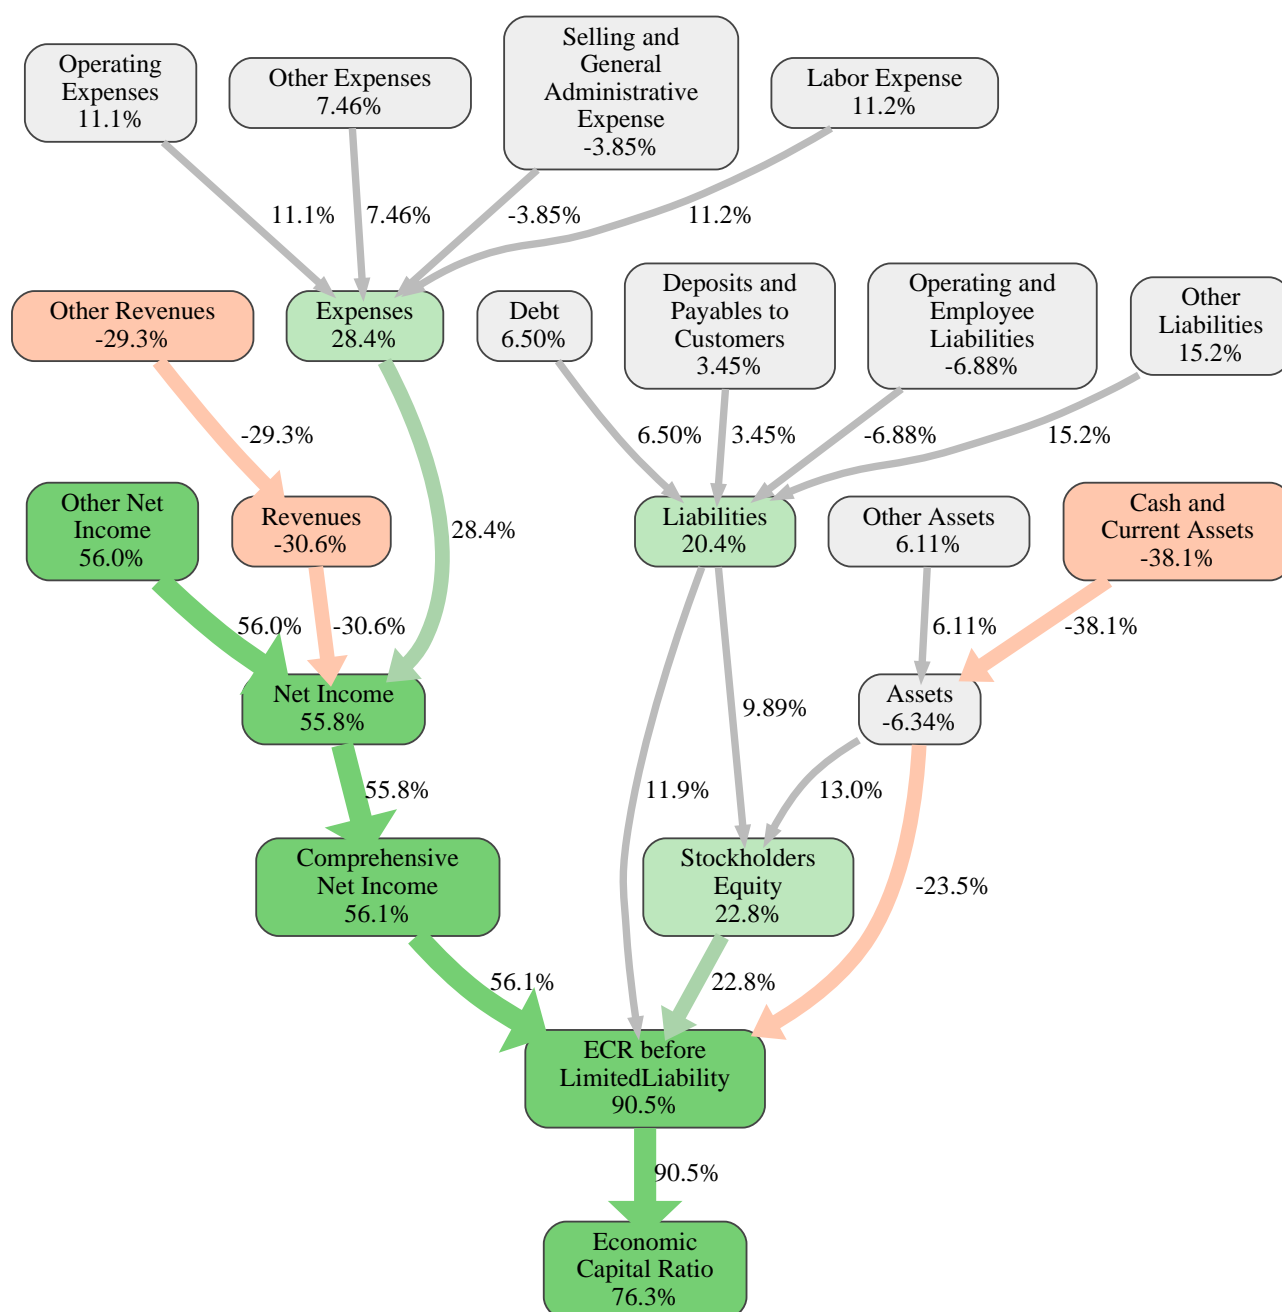 Operating
Expenses
11.1%
Other Expenses
7.46%
Selling and
General
Administrative
Expense
-3.85%
Labor Expense
11.2%
11.1%
7.46%
-3.85%
11.2%
Other Revenues
-29.3%
Expenses
28.4%
Debt
6.50%
Deposits and
Payables to
Customers
3.45%
Operating and
Employee
Liabilities
-6.88%
Other
Liabilities
15.2%
-29.3%
6.50%
3.45%
-6.88%
15.2%
Other Net
Income
56.0%
Revenues
-30.6%
28.4%
Liabilities
20.4%
Other Assets
6.11%
Cash and
Current Assets
-38.1%
56.0%
-30.6%
6.11%
-38.1%
Net Income
55.8%
9.89%
Assets
-6.34%
55.8%
11.9%
13.0%
Comprehensive
Net Income
56.1%
Stockholders
Equity
22.8%
-23.5%
56.1%
22.8%
ECR before
LimitedLiability
90.5%
90.5%
Economic
Capital Ratio
76.3%